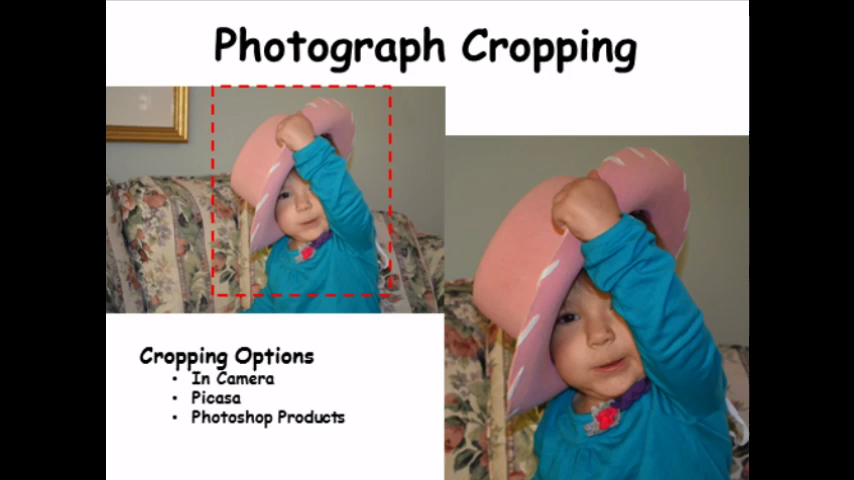 Photograph Cropping
Cropping Options
• In Camera
• Picasa
• Photoshop Products